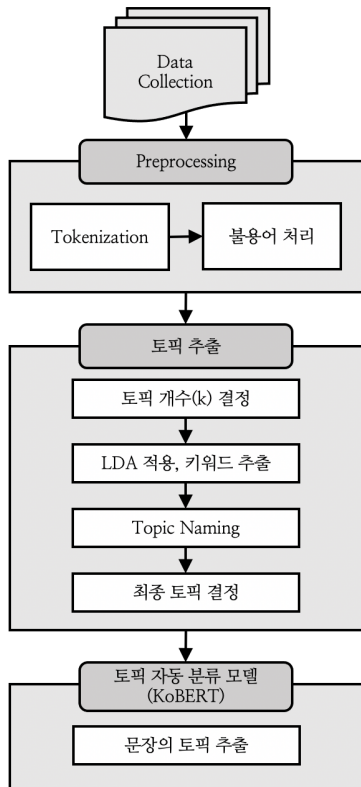 Data
Collection
Preprocessing
Tokenization
불용어 처리
토픽 추출
토픽 개수(k) 결정
LDA 적용, 키워드 추출
Topic Naming
최종 토픽 결정
토픽 자동 분류 모델
(KoBERT)
문장의 토픽 추출